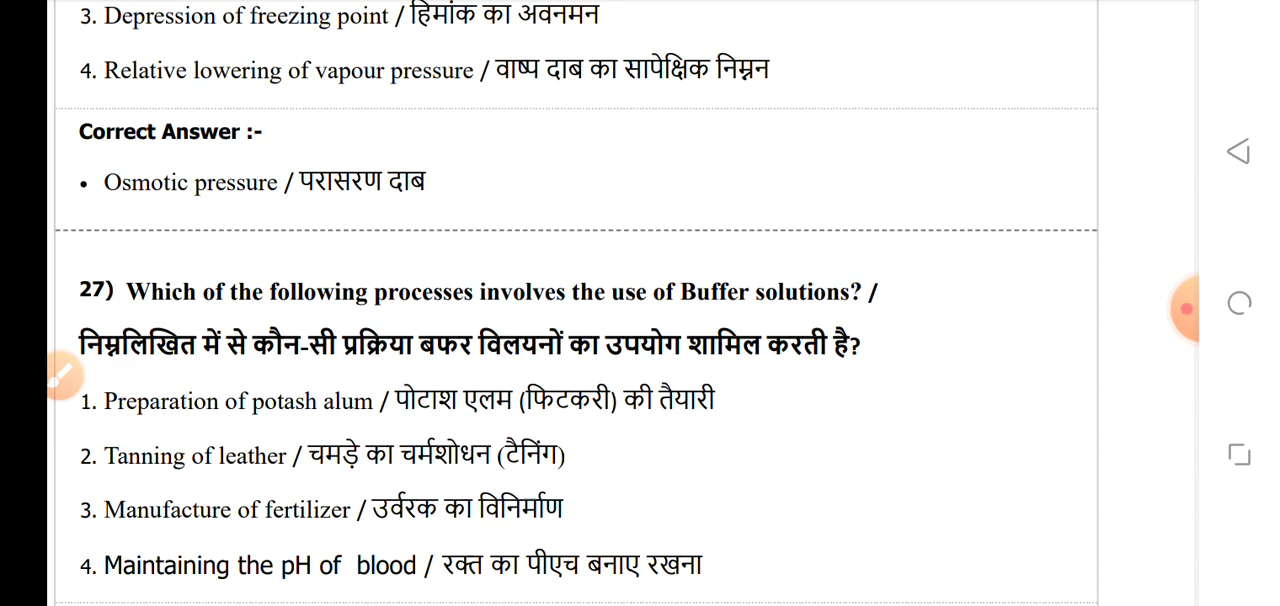 3. Depression of freezing point / हिमांक का अवनमन
4. Relative lowering of vapour pressure / वाष्प दाब का सापेक्षिक निम्नन
Correct Answer :-
• Osmotic pressure / परासरण दाब
27) Which of the following processes involves the use of Buffer solutions? /
निम्नलिखित में से कौन-सी प्रक्रिया बफर विलयनों का उपयोग शामिल करती है?
1. Preparation of potash alum / पोटाश एलम (फिटकरी) की तैयारी
2. Tanning of leather / चमड़े का चर्मशोधन (टैनिंग)
3. Manufacture of fertilizer / उर्वरक का विनिर्माण
4. Maintaining the pH of  blood / रक्त का पीएच बनाए रखना